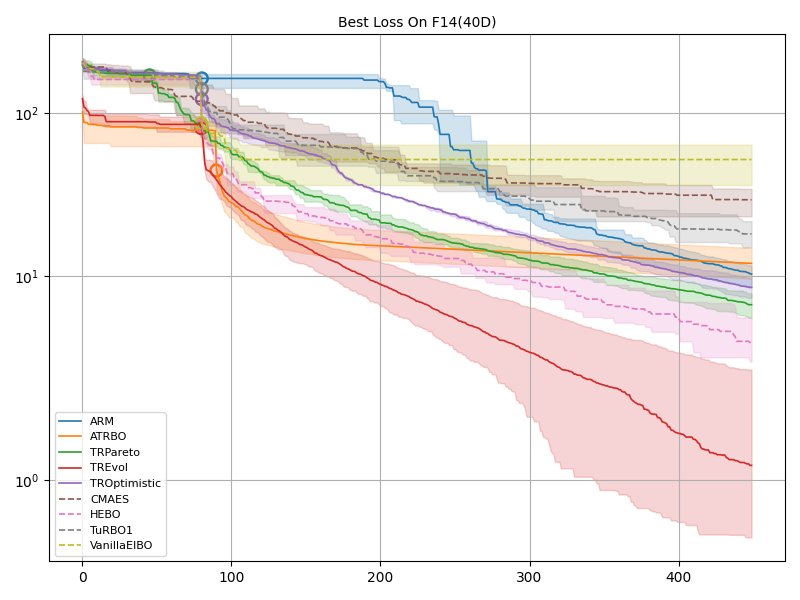 Best Loss On F14(40D)
10²
10¹
10⁰
ARM
ATRBO
TRPareto
TREvol
TROptimistic
CMAES
HEBO
TuRBO1
VanillaEIBO
0 100 200 300 400